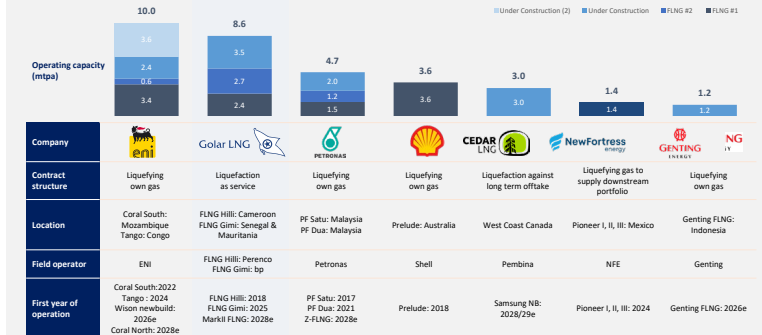 10.0
8.6
Under Construction (2)
Under Construction
FLNG #2
FLNG #1
3.6
3.5
Operating capacity
(mtpa)
4.7
2.4
3.6
2.0
3.0
0.6
2.7
1.2
1.4
1.2
3.4
2.4
1.5
3.6
3.0
1.4
1.2
Company
eni
Golar LNG
PETRONAS
CEDAR
LNG
NewFortress
energy
GENTING
ENERGY
NG
Contract
structure
Liquefying
own gas
Liquefaction
as service
Liquefying
own gas
Liquefying
own gas
Liquefaction against
long term offtake
Liquefying gas to
supply downstream
portfolio
Liquefying
own gas
Location
Coral South:
Mozambique
Tango: Congo
FLNG Hilli: Cameroon
FLNG Gimi: Senegal &
Mauritania
PF Satu: Malaysia
PF Dua: Malaysia
Prelude: Australia
West Coast Canada
Pioneer I, II, III: Mexico
Genting FLNG:
Indonesia
Field operator
ENI
FLNG Hilli: Perenco
FLNG Gimi: bp
Petronas
Shell
Pembina
NFE
Genting
First year of
operation
Coral South:2022
Tango : 2024
Wison newbuild:
2026e
Coral North: 2028e
FLNG Hilli: 2018
FLNG Gimi: 2025
MarkII FLNG: 2028e
PF Satu: 2017
PF Dua: 2021
Z-FLNG: 2028e
Prelude: 2018
Samsung NB:
2028/29e
Pioneer I, II, III: 2024
Genting FLNG: 2026e